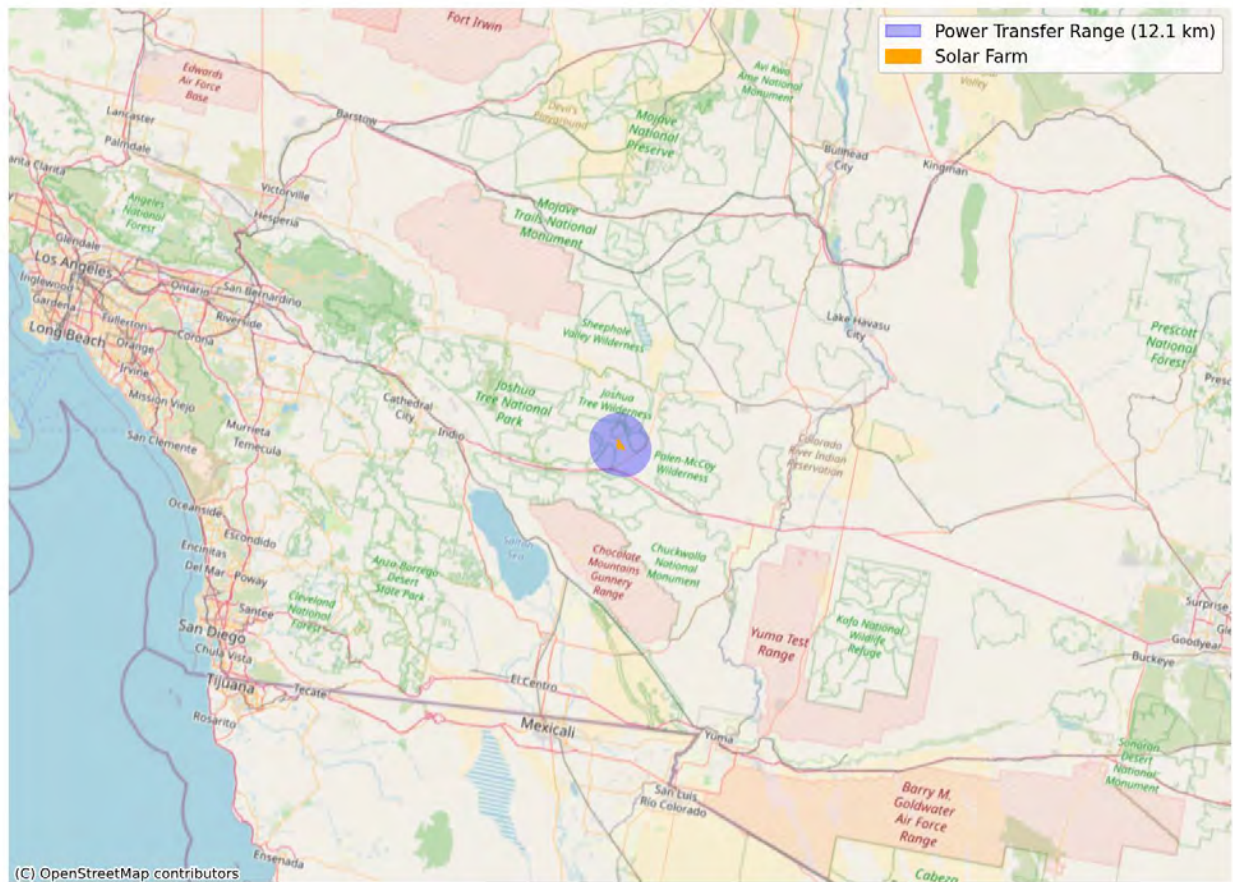 Fort Irwin
Power Transfer Range (12.1 km)
Solar Farm
Valley
Edwards
Air Force
Base
Avi Kwa
Ame National
Monument
Devil's
Playground
Mojave
National
Preserve
Lancaster
Barstow
Palmdale
Santa Clarita
Bullhead
City
Kingman
Victorville
Angeles
National
Forest
Hesperia
Mojave
Trails National
Monument
Glendale
Los Angeles
Inglewood
Ontario
San Bernardino
Gardena
Fullerton
Riverside
Long Beach
Orange
Corona
Irvine
Sheephole
Valley Wilderness
Lake Havasu
City
Prescott
National
Forest
Mission Viejo
Joshua
Tree National
Park
Joshua
Tree Wilderness
Cathedral
City
Indio
San Clemente
Murrieta
Temecula
Palen-McCoy
Wilderness
Colorado
River Indian
Reservation
Oceanside
Escondido
Encinitas
Salton
Sea
Del Mar
Poway
Anza-Borrego
Desert
State Park
Chocolate
Mountains
Gunnery
Range
Chuckwalla
National
Monument
Cleveland
National
Forest
Santee
San Diego
Chula Vista
Yuma Test
Range
Kofa National
Wildlife
Refuge
Surprise
Goodyear
Buckeye
Tijuana
Tecate
El Centro
Rosarito
Mexicali
Yuma
Sonoran
Desert
National
Monument
San Luis
Río Colorado
Barry M.
Goldwater
Air Force
Range
Ensenada
Cabeza
(C) OpenStreetMap contributors